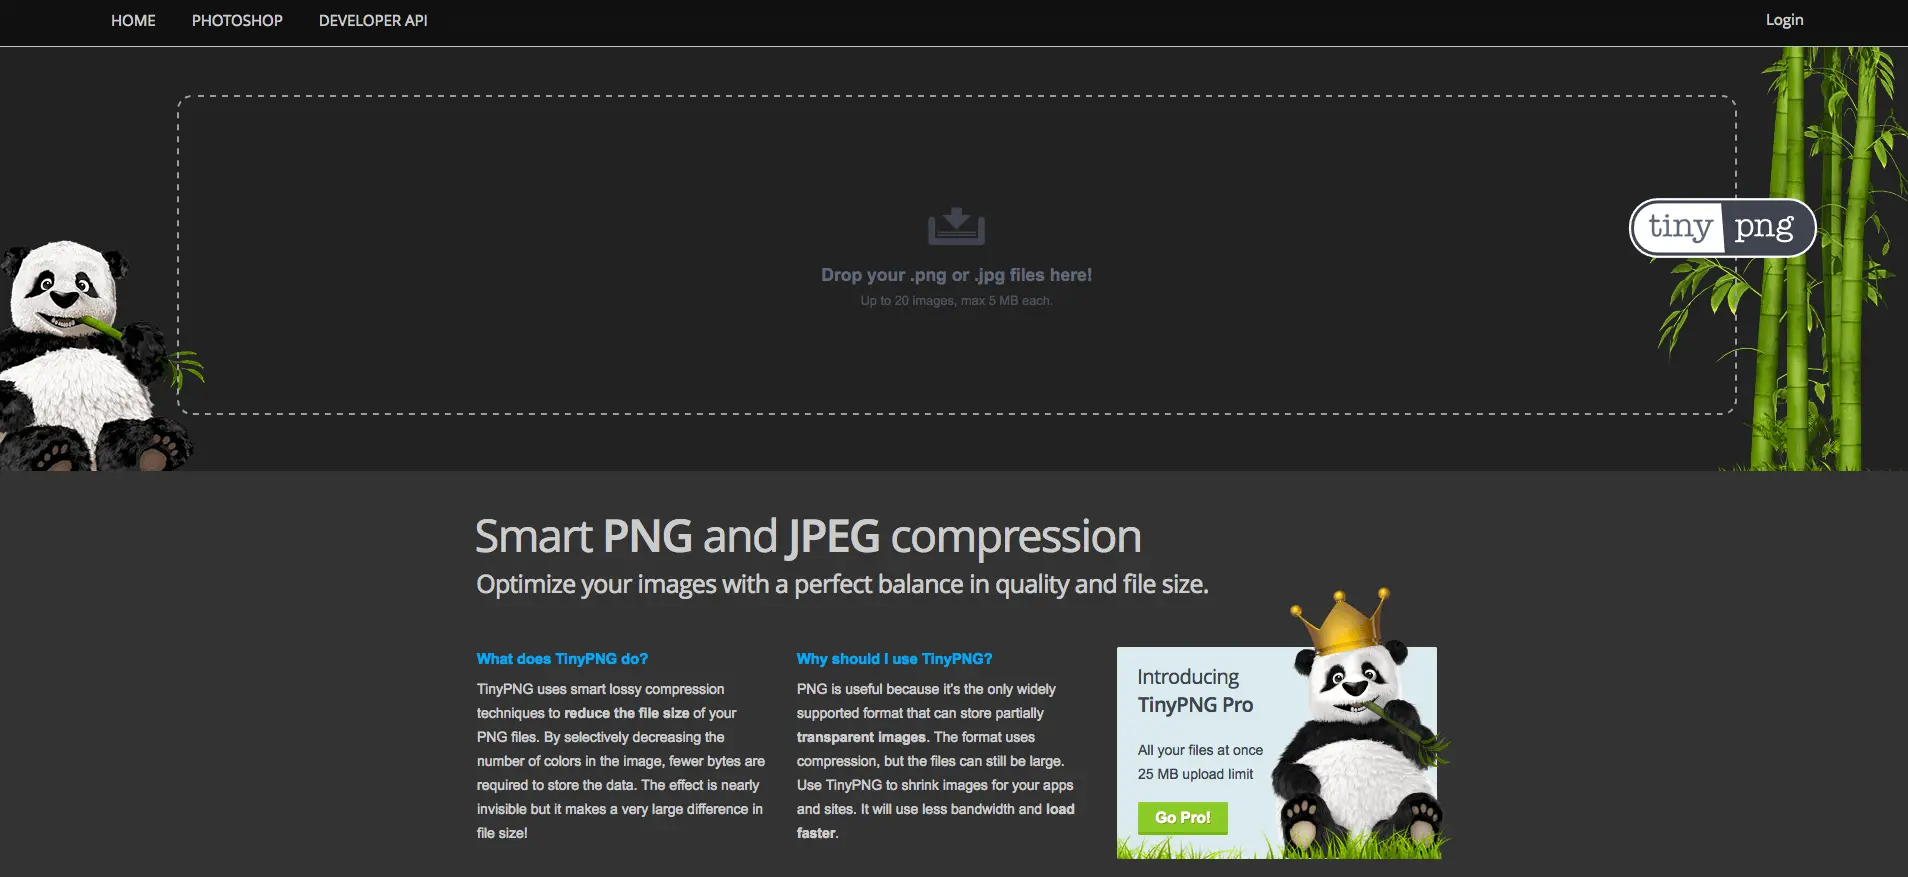 HOME PHOTOSHOP DEVELOPER API Login
tiny png
Drop your .png or .jpg files here!
Up to 20 images, max 5 MB each.
Smart PNG and JPEG compression
Optimize your images with a perfect balance in quality and file size.
What does TinyPNG do?
TinyPNG uses smart lossy compression
techniques to reduce the file size of your
PNG files. By selectively decreasing the
number of colors in the image, fewer bytes are
required to store the data. The effect is nearly
invisible but it makes a very large difference in
file size!
Why should I use TinyPNG?
PNG is useful because it's the only widely
supported format that can store partially
transparent images. The format uses
compression, but the files can still be large.
Use TinyPNG to shrink images for your apps
and sites. It will use less bandwidth and load
faster.
Introducing
TinyPNG Pro
All your files at once
25 MB upload limit
Go Pro!